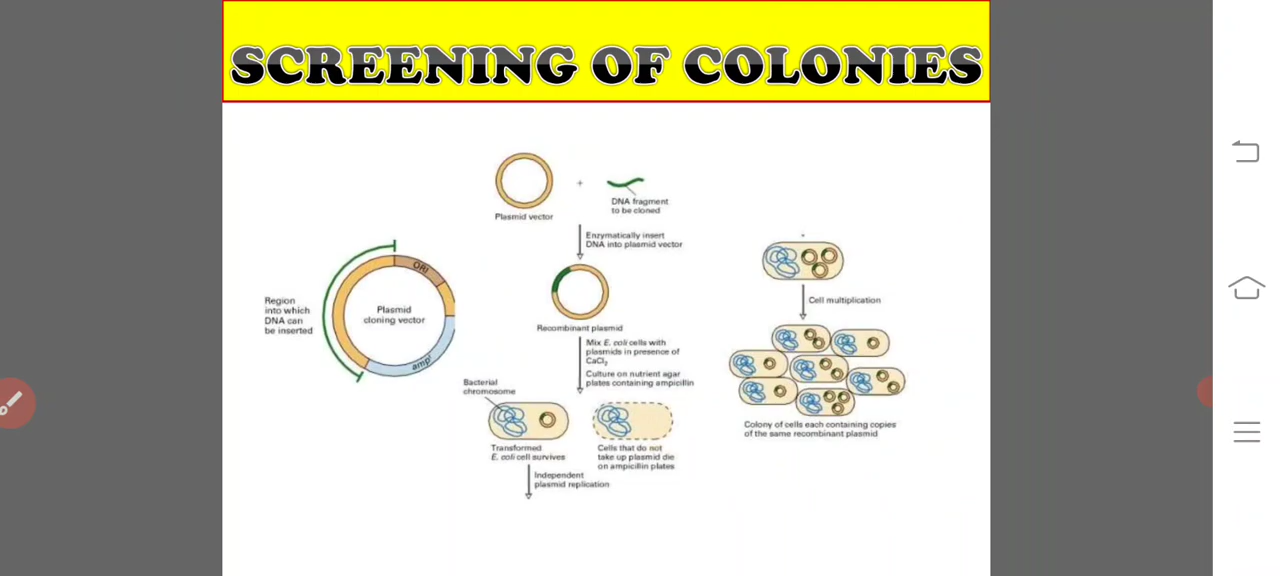 SCREENING OF COLONIES
Plasmid vector
+
DNA fragment
to be cloned
Enzymatically insert
DNA into plasmid vector
Recombinant plasmid
Mix E. coli cells with
plasmids in presence of
CaCl₂
Culture on nutrient agar
plates containing ampicillin
Region
into which
DNA can
be inserted
ORI
Plasmid
cloning vector
ampʳ
Bacterial
chromosome
Transformed
E. coli cell survives
Cells that do not
take up plasmid die
on ampicillin plates
Independent
plasmid replication
Cell multiplication
Colony of cells each containing copies
of the same recombinant plasmid